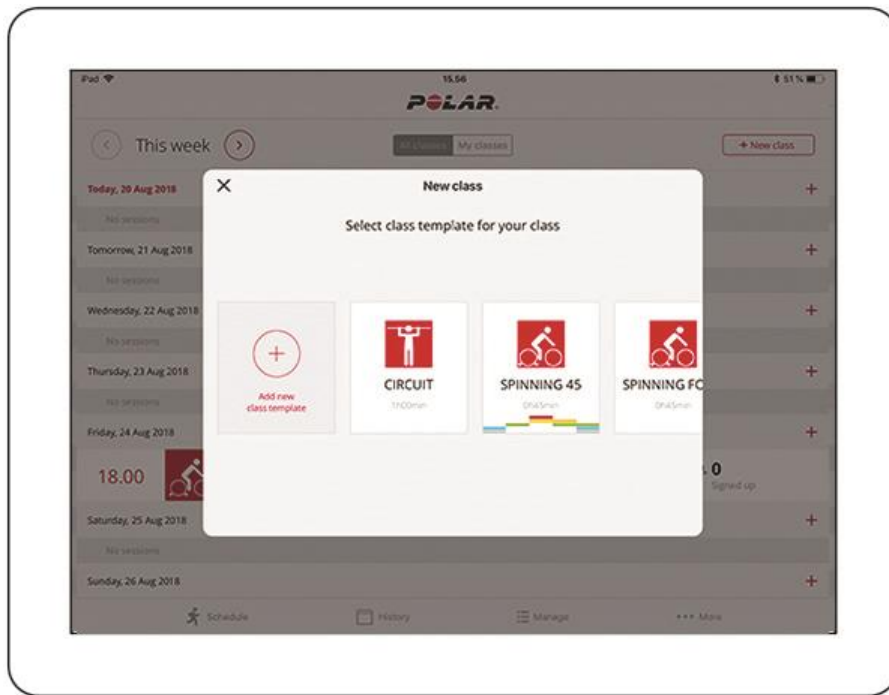 iPad 15.56 51 %
POLAR.
This week All classes My classes + New class
Today, 20 Aug 2018
No sessions
Tomorrow, 21 Aug 2018
No sessions
Wednesday, 22 Aug 2018
No sessions
Thursday, 23 Aug 2018
No sessions
Friday, 24 Aug 2018
18.00 0
Signed up
Saturday, 25 Aug 2018
No sessions
Sunday, 26 Aug 2018
Schedule History Manage More
New class
Select class template for your class
Add new
class template
CIRCUIT
1h00min
SPINNING 45
0h45min
SPINNING FO
0h45min